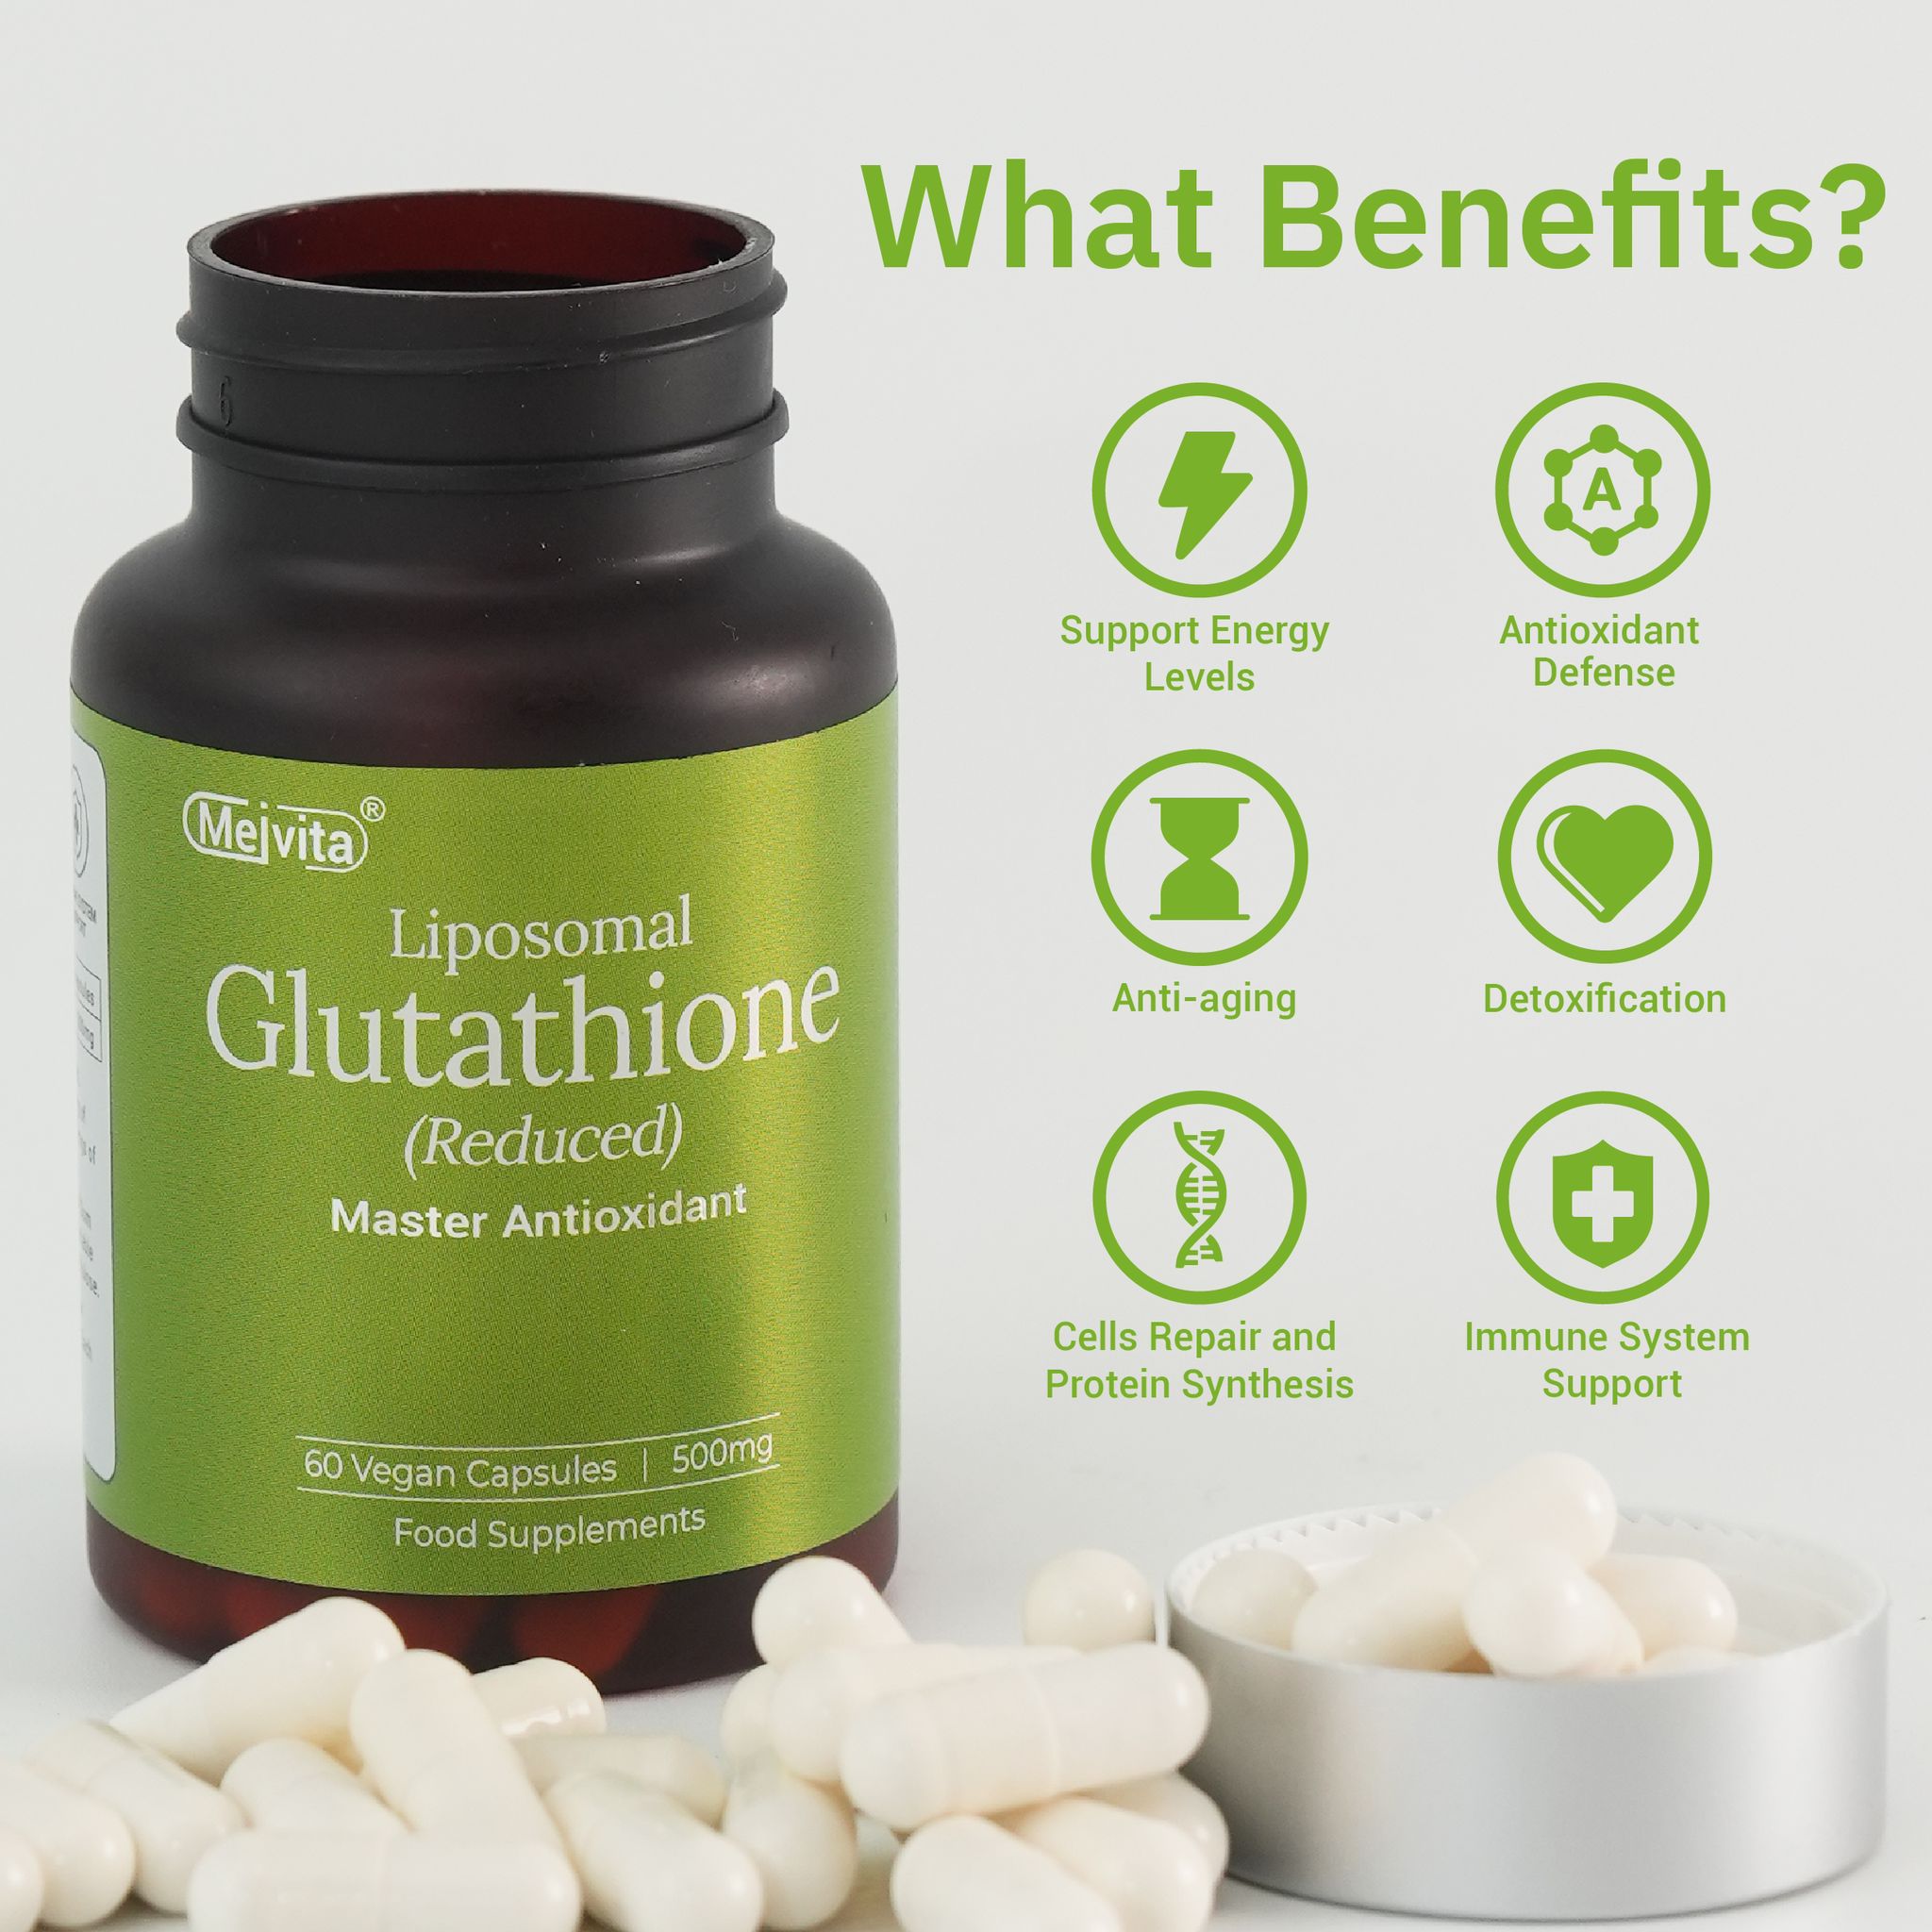 What Benefits?
Support Energy
Levels
A
Antioxidant
Defense
Anti-aging
Detoxification
Cells Repair and
Protein Synthesis
Immune System
Support
6
Meivita®
Liposomal
Glutathione
(Reduced)
Master Antioxidant
60 Vegan Capsules | 500mg
Food Supplements